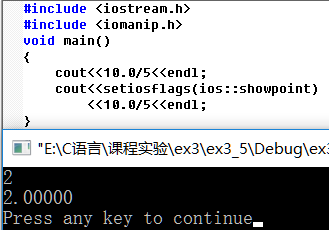 #include <iostream.h>
#include <iomanip.h>
void main()
{
cout<<10.0/5<<endl;
cout<<setiosflags(ios::showpoint)
<<10.0/5<<endl;
}
"E:\C语言\课程实验\ex3\ex3_5\Debug\ex
2
2.00000
Press any key to continue